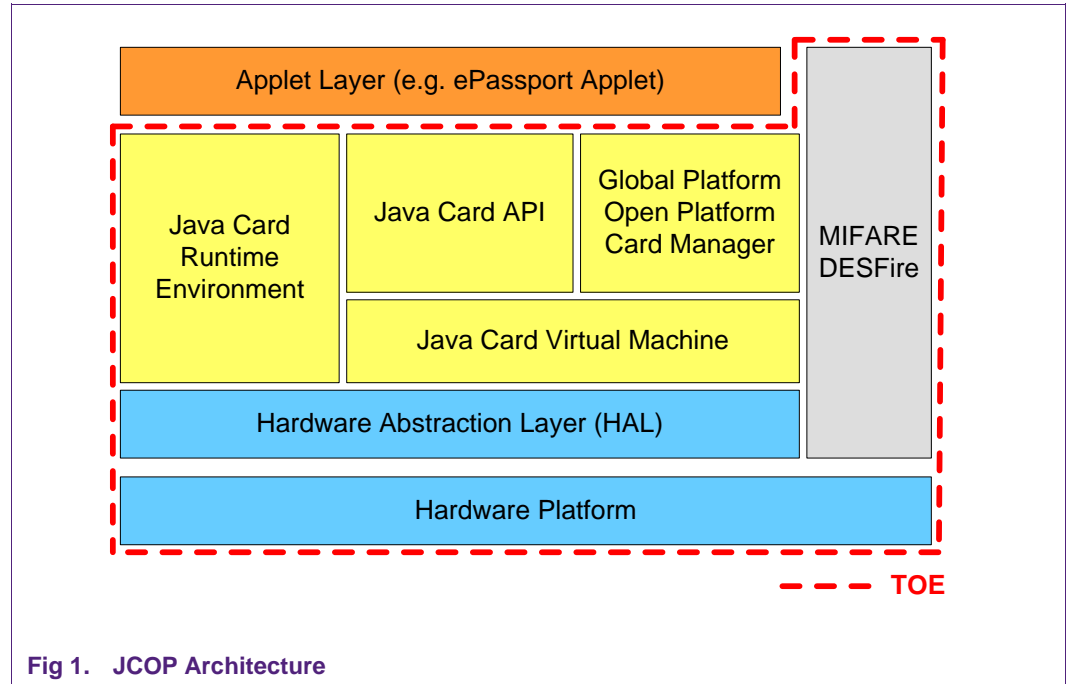 Applet Layer (e.g. ePassport Applet)
Java Card
Runtime
Environment
Java Card API
Global Platform
Open Platform
Card Manager
MIFARE
DESFire
Java Card Virtual Machine
Hardware Abstraction Layer (HAL)
Hardware Platform
TOE
Fig 1. JCOP Architecture